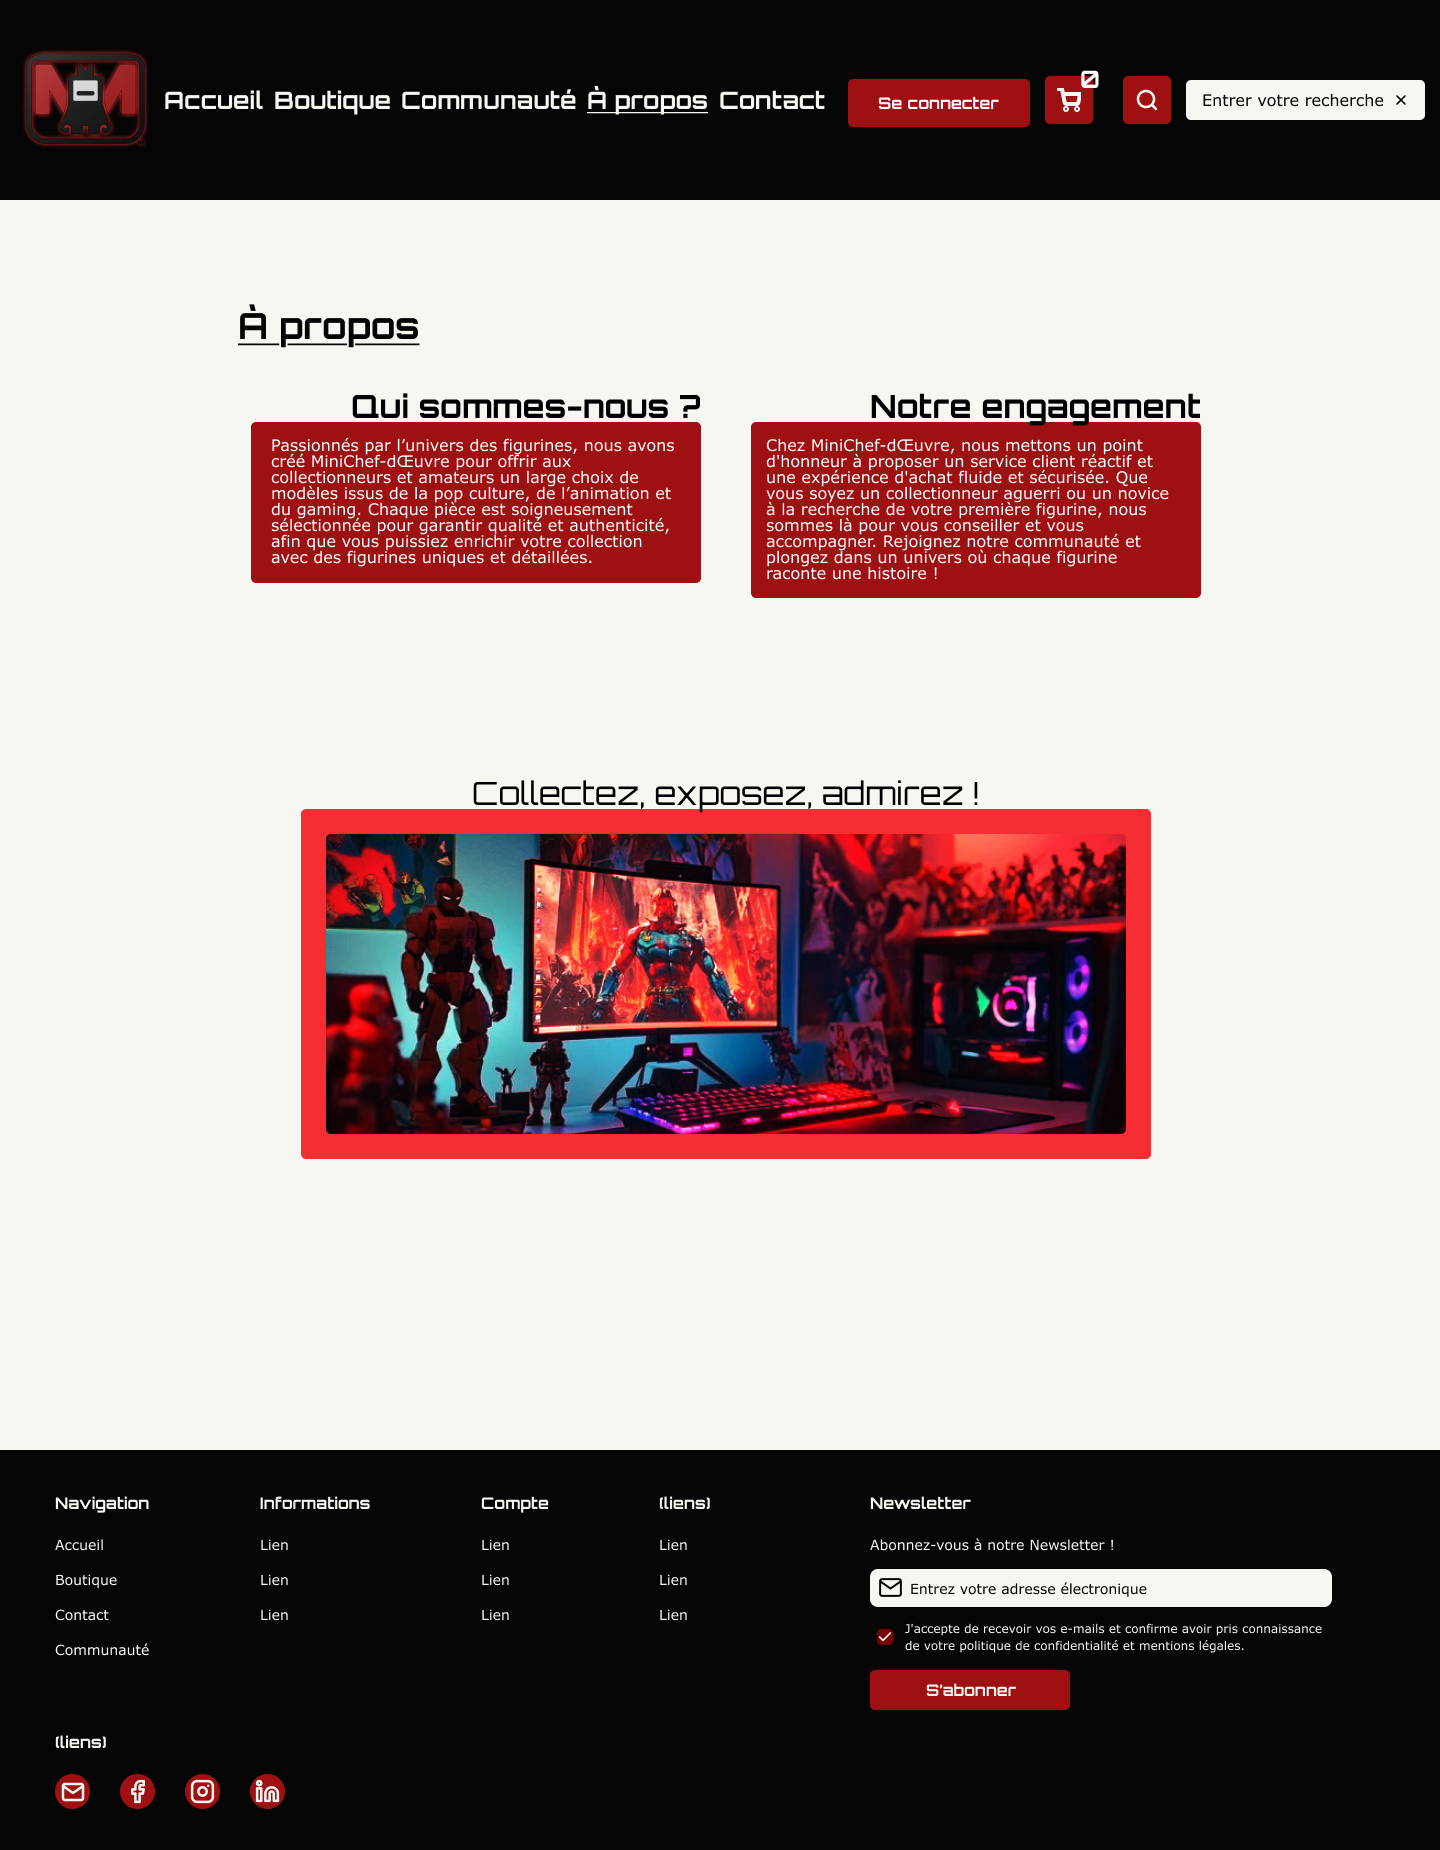 Accueil Boutique Communauté À propos Contact Se connecter 0 Entrer votre recherche
À propos
Qui sommes-nous ?
Passionnés par l’univers des figurines, nous avons
créé MiniChef-dŒuvre pour offrir aux
collectionneurs et amateurs un large choix de
modèles issus de la pop culture, de l’animation et
du gaming. Chaque pièce est soigneusement
sélectionnée pour garantir qualité et authenticité,
afin que vous puissiez enrichir votre collection
avec des figurines uniques et détaillées.
Notre engagement
Chez MiniChef-dŒuvre, nous mettons un point
d'honneur à proposer un service client réactif et
une expérience d'achat fluide et sécurisée. Que
vous soyez un collectionneur aguerri ou un novice
à la recherche de votre première figurine, nous
sommes là pour vous conseiller et vous
accompagner. Rejoignez notre communauté et
plongez dans un univers où chaque figurine
raconte une histoire !
Collectez, exposez, admirez !
Navigation
Accueil
Boutique
Contact
Communauté
Informations
Lien
Lien
Lien
Compte
Lien
Lien
Lien
(liens)
Lien
Lien
Lien
Newsletter
Abonnez-vous à notre Newsletter !
Entrez votre adresse électronique
J'accepte de recevoir vos e-mails et confirme avoir pris connaissance
de votre politique de confidentialité et mentions légales.
S’abonner
(liens)